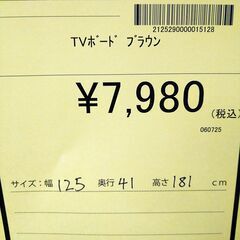 2125290000015128
TVﾎﾞｰﾄﾞ ﾌﾞﾗｳﾝ
¥7,980 (税込)
060725
サイズ:幅 125 奥行 41 高さ 181 cm